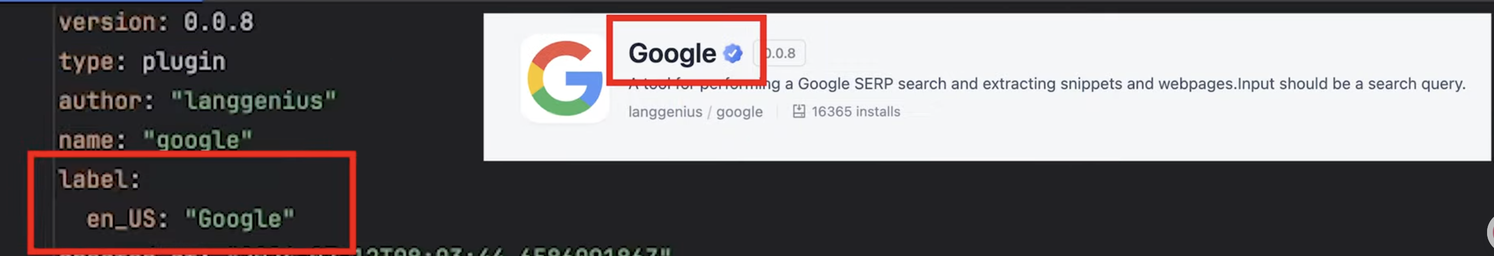 version: 0.0.8
type: plugin
author: "langgenius"
name: "google"
label:
en_US: "Google"
Google
0.0.8
A tool for performing a Google SERP search and extracting snippets and webpages.Input should be a search query.
langgenius / google
16365 installs